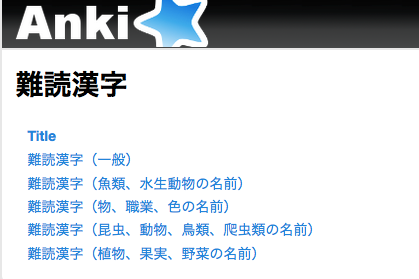 Anki
難読漢字
Title
難読漢字（一般）
難読漢字（魚類、水生動物の名前）
難読漢字（物、職業、色の名前）
難読漢字（昆虫、動物、鳥類、爬虫類の名前）
難読漢字（植物、果実、野菜の名前）